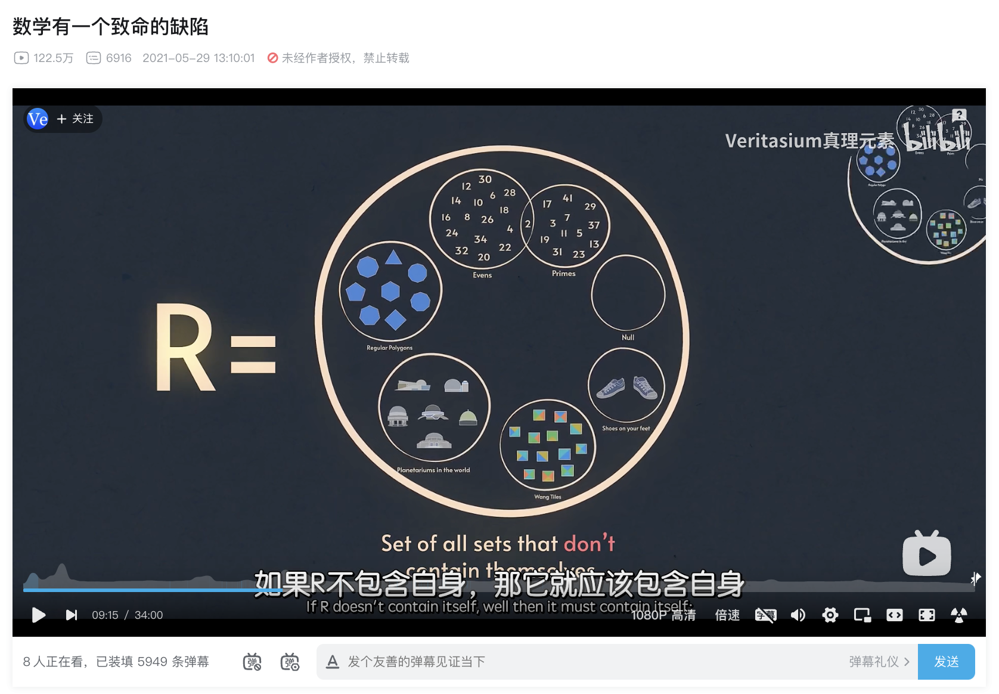 数学有一个致命的缺陷
122.5万 6916 2021-05-29 13:10:01 未经作者授权，禁止转载
Ve + 关注
Veritasium真理元素 bilibili
30
12
28
6
14
10
18
16
8
26
4
24
34
22
32
20
2
41
17
29
7
3
37
11
5
19
13
31
23
Evens
Primes
Regular Polygons
Null
R=
Shoes on your feet
Planetariums in the world
Wang Tiles
Set of all sets that don't
contain themselves
如果R不包含自身，那它就应该包含自身
If R doesn't contain itself, well then it must contain itself;
09:15 / 34:00 1080P 高清 倍速 字幕
8人正在看，已装填 5949 条弹幕 弹 弹 A 发个友善的弹幕见证当下 弹幕礼仪 > 发送